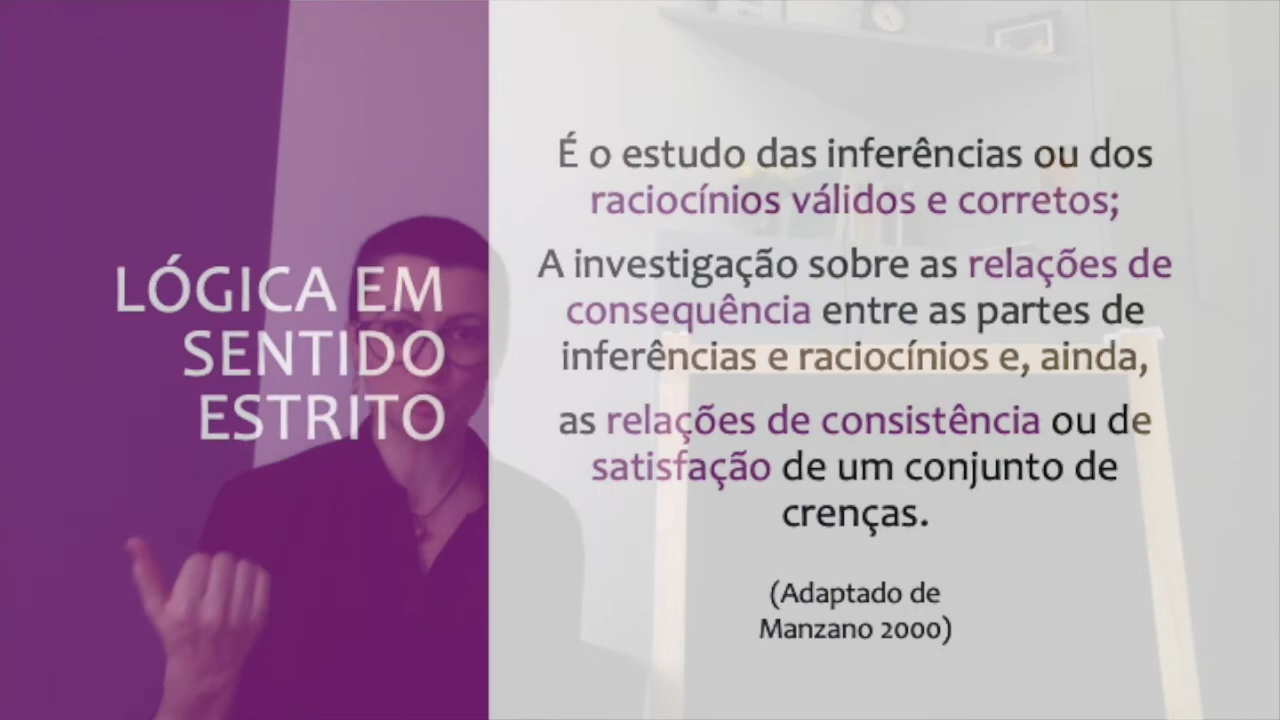 LÓGICA EM
SENTIDO
ESTRITO
É o estudo das inferências ou dos
raciocínios válidos e corretos;
A investigação sobre as relações de
consequência entre as partes de
inferências e raciocínios e, ainda,
as relações de consistência ou de
satisfação de um conjunto de
crenças.
(Adaptado de
Manzano 2000)